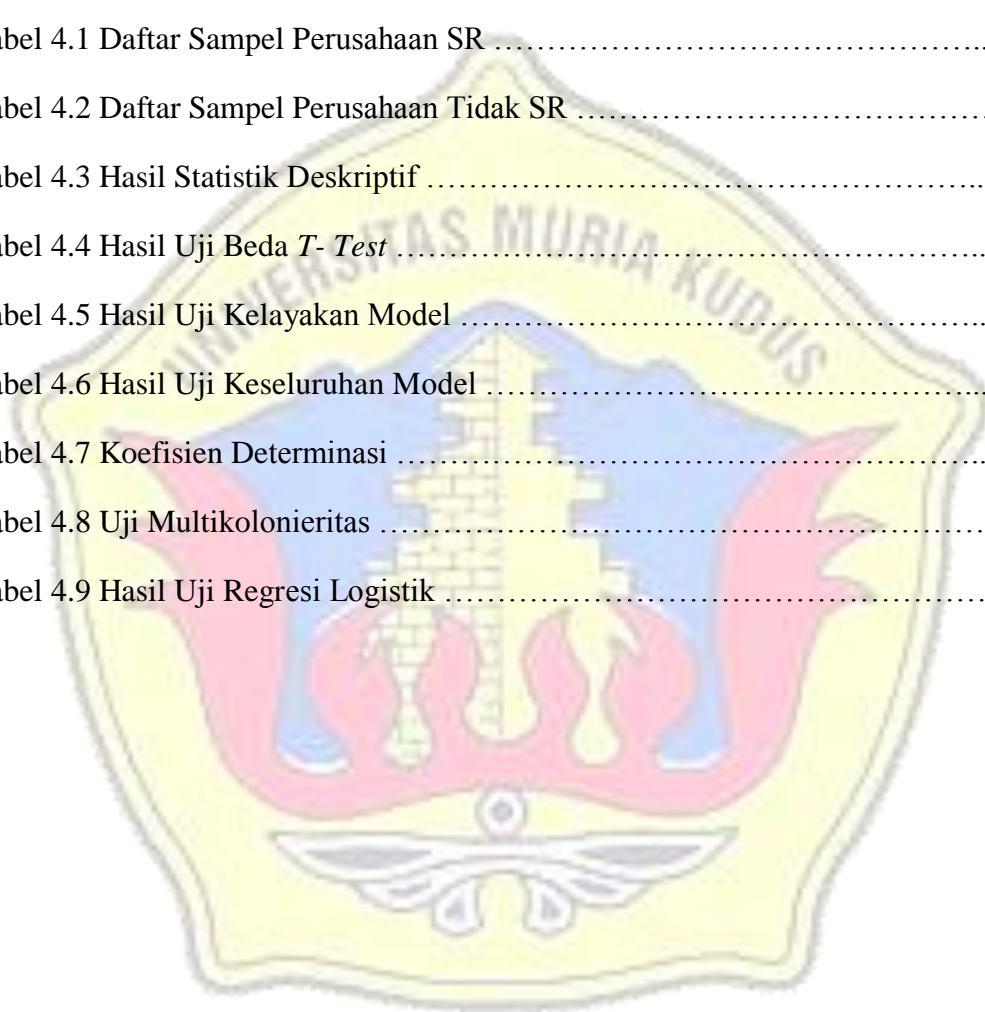 abel 4.1 Daftar Sampel Perusahaan SR ……………………………………...
abel 4.2 Daftar Sampel Perusahaan Tidak SR …………………………………
abel 4.3 Hasil Statistik Deskriptif ……………………………………………...
abel 4.4 Hasil Uji Beda T- Test ………………………………………………...
abel 4.5 Hasil Uji Kelayakan Model …………………………………………...
abel 4.6 Hasil Uji Keseluruhan Model ………………………………………...
abel 4.7 Koefisien Determinasi ………………………………………………...
abel 4.8 Uji Multikolonieritas …………………………………………………
abel 4.9 Hasil Uji Regresi Logistik ……………………………………………
UNIVERSITAS MURIA KUDUS